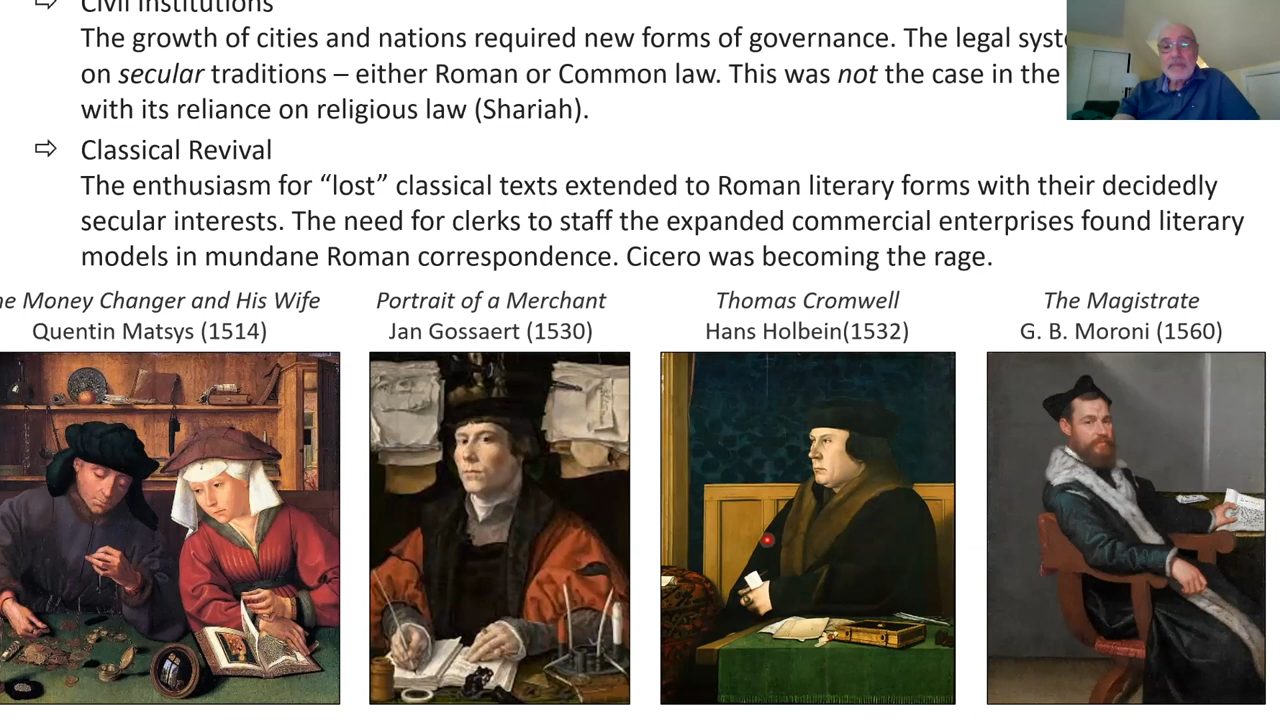 Civil Institutions
The growth of cities and nations required new forms of governance. The legal
on secular traditions – either Roman or Common law. This was not the case in the
with its reliance on religious law (Shariah).
⇨ Classical Revival
The enthusiasm for “lost” classical texts extended to Roman literary forms with their decidedly
secular interests. The need for clerks to staff the expanded commercial enterprises found literary
models in mundane Roman correspondence. Cicero was becoming the rage.
Money Changer and His Wife
Quentin Matsys (1514)
Portrait of a Merchant
Jan Gossaert (1530)
Thomas Cromwell
Hans Holbein(1532)
The Magistrate
G. B. Moroni (1560)